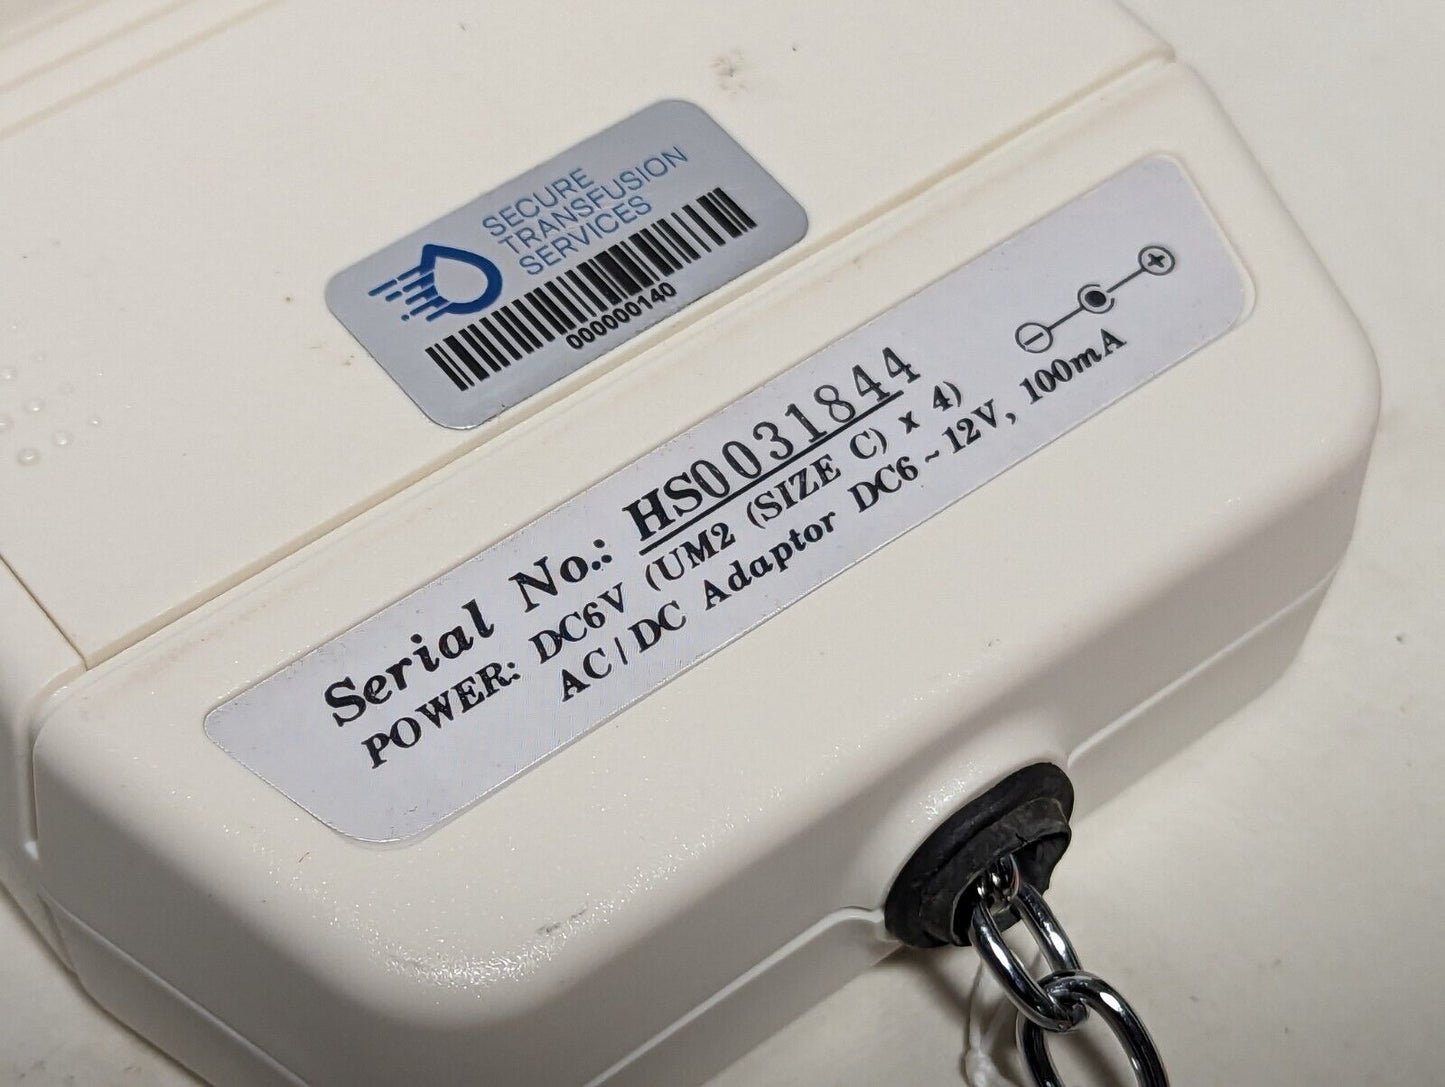 SECURE
TRANSFUSION
SERVICES
000000140
Serial No.: HS0031844
POWER: DC6V (UM2 (SIZE C) x 4)
AC/DC Adaptor DC6~12V, 100mA